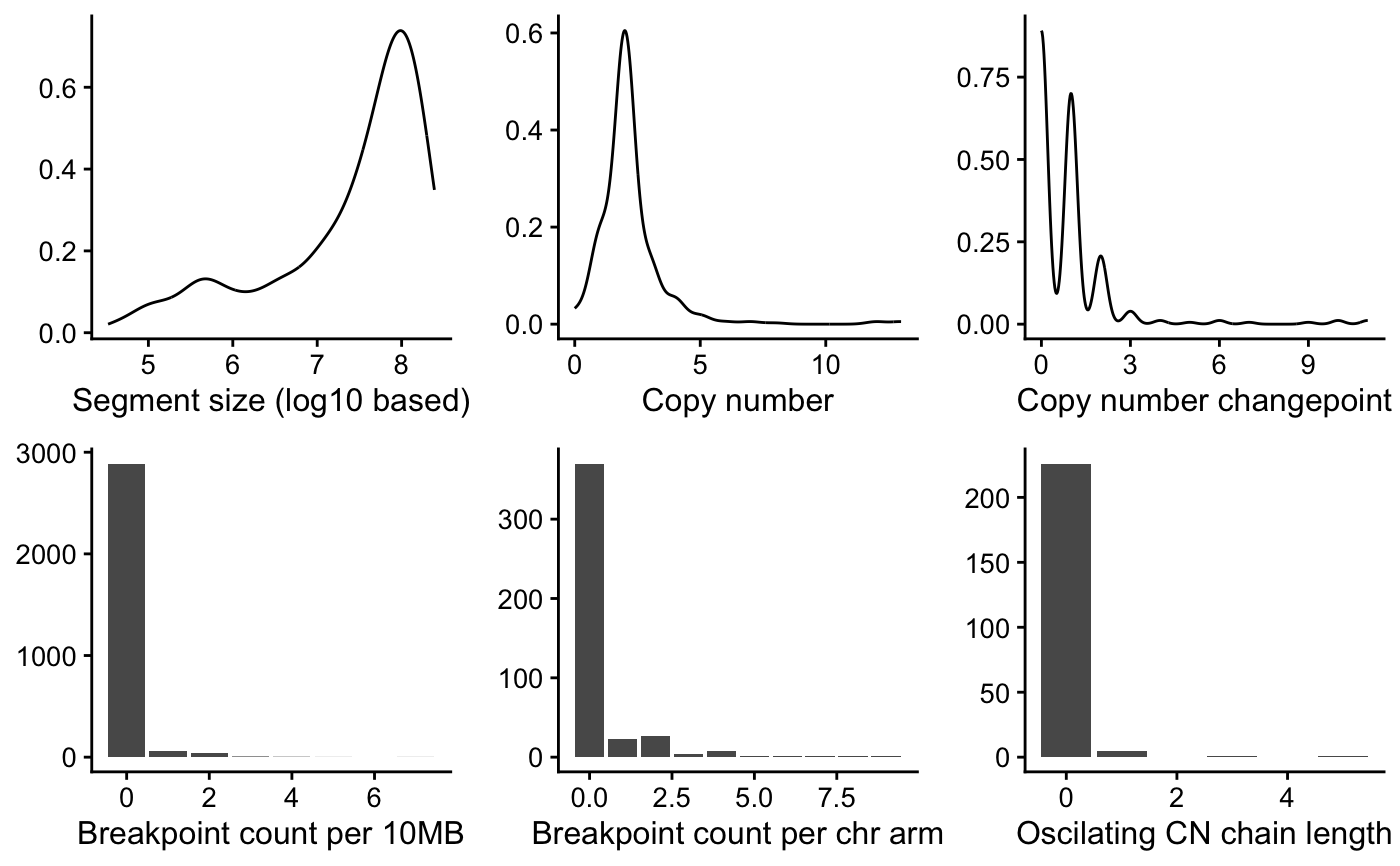 0.6
0.4
0.2
0.0
5 6 7 8
Segment size (log10 based)
0.6
0.4
0.2
0.0
0 5 10
Copy number
0.75
0.50
0.25
0.00
0 3 6 9
Copy number changepoint
3000
2000
1000
0
0 2 4 6
Breakpoint count per 10MB
300
200
100
0
0.0 2.5 5.0 7.5
Breakpoint count per chr arm
200
150
100
50
0
0 2 4
Oscilating CN chain length